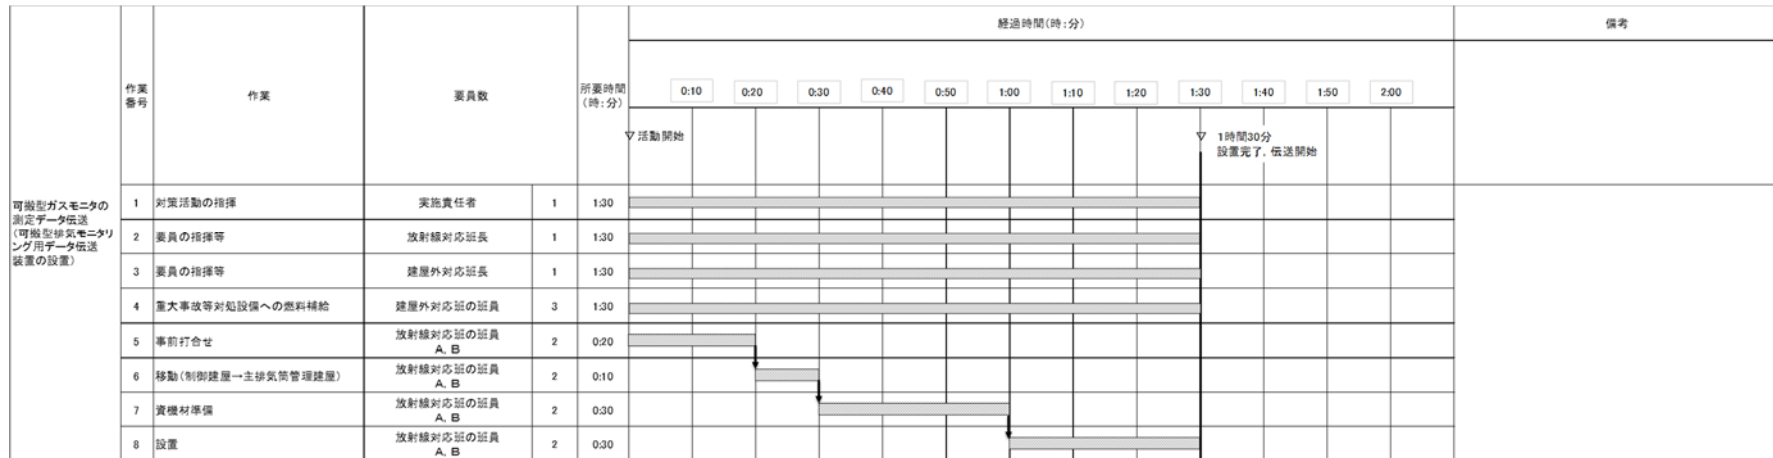 経過時間(時:分)
備考
作業
番号
作業
要員数
所要時間
(時:分)
0:10 0:20 0:30 0:40 0:50 1:00 1:10 1:20 1:30 1:40 1:50 2:00
▽活動開始
▽ 1時間30分
設置完了, 伝送開始
可搬型ガスモニタの
測定データ伝送
(可搬型排気モニタリ
ング用データ伝送
装置の設置)
1 対策活動の指揮 実施責任者 1 1:30
2 要員の指揮等 放射線対応班長 1 1:30
3 要員の指揮等 建屋外対応班長 1 1:30
4 重大事故等対処設備への燃料補給 建屋外対応班の班員 3 1:30
5 事前打合せ 放射線対応班の班員
A, B 2 0:20
6 移動(制御建屋→主排気筒管理建屋) 放射線対応班の班員
A, B 2 0:10
7 資機材準備 放射線対応班の班員
A, B 2 0:30
8 設置 放射線対応班の班員
A, B 2 0:30